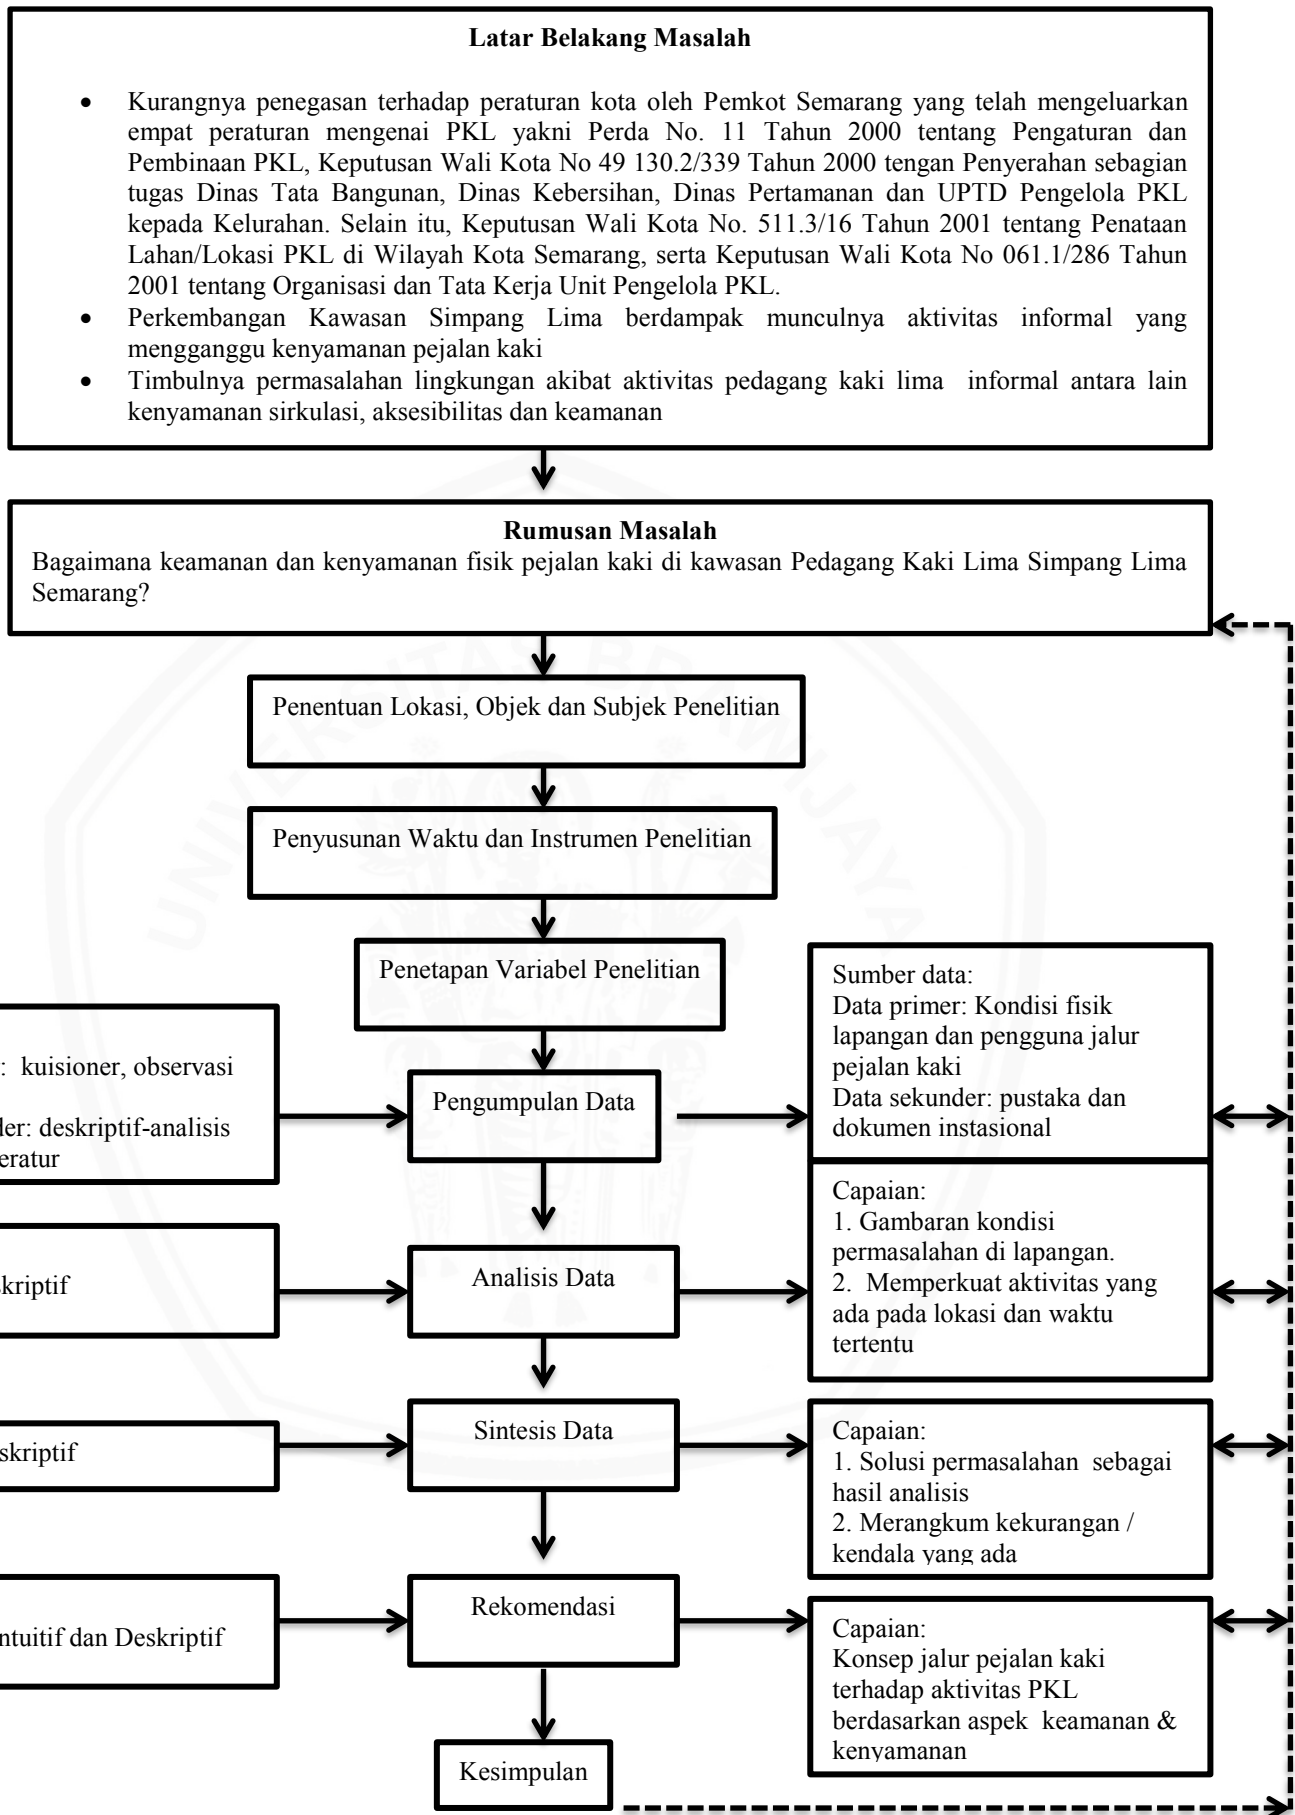 Latar Belakang Masalah
• Kurangnya penegasan terhadap peraturan kota oleh Pemkot Semarang yang telah mengeluarkan
empat peraturan mengenai PKL yakni Perda No. 11 Tahun 2000 tentang Pengaturan dan
Pembinaan PKL, Keputusan Wali Kota No 49 130.2/339 Tahun 2000 tengan Penyerahan sebagian
tugas Dinas Tata Bangunan, Dinas Kebersihan, Dinas Pertamanan dan UPTD Pengelola PKL
kepada Kelurahan. Selain itu, Keputusan Wali Kota No. 511.3/16 Tahun 2001 tentang Penataan
Lahan/Lokasi PKL di Wilayah Kota Semarang, serta Keputusan Wali Kota No 061.1/286 Tahun
2001 tentang Organisasi dan Tata Kerja Unit Pengelola PKL.
• Perkembangan Kawasan Simpang Lima berdampak munculnya aktivitas informal yang
mengganggu kenyamanan pejalan kaki
• Timbulnya permasalahan lingkungan akibat aktivitas pedagang kaki lima informal antara lain
kenyamanan sirkulasi, aksesibilitas dan keamanan
Rumusan Masalah
Bagaimana keamanan dan kenyamanan fisik pejalan kaki di kawasan Pedagang Kaki Lima Simpang Lima
Semarang?
UNIVERSITAS BRAWIJAYA
Penentuan Lokasi, Objek dan Subjek Penelitian
Penyusunan Waktu dan Instrumen Penelitian
Penetapan Variabel Penelitian
: kuisioner, observasi
der: deskriptif-analisis
eratur
Pengumpulan Data
Sumber data:
Data primer: Kondisi fisik
lapangan dan pengguna jalur
pejalan kaki
Data sekunder: pustaka dan
dokumen instasional
skriptif
Analisis Data
Capaian:
1. Gambaran kondisi
permasalahan di lapangan.
2. Memperkuat aktivitas yang
ada pada lokasi dan waktu
tertentu
skriptif
Sintesis Data
Capaian:
1. Solusi permasalahan sebagai
hasil analisis
2. Merangkum kekurangan /
kendala yang ada
ntuitif dan Deskriptif
Rekomendasi
Capaian:
Konsep jalur pejalan kaki
terhadap aktivitas PKL
berdasarkan aspek keamanan &
kenyamanan
Kesimpulan